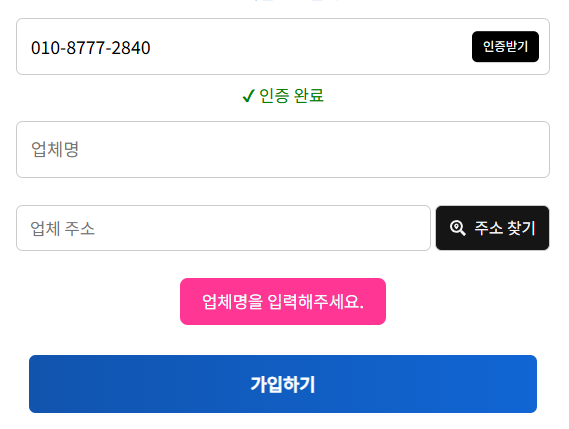 010-8777-2840
인증받기
✓ 인증 완료
업체명
업체 주소
주소 찾기
업체명을 입력해주세요.
가입하기